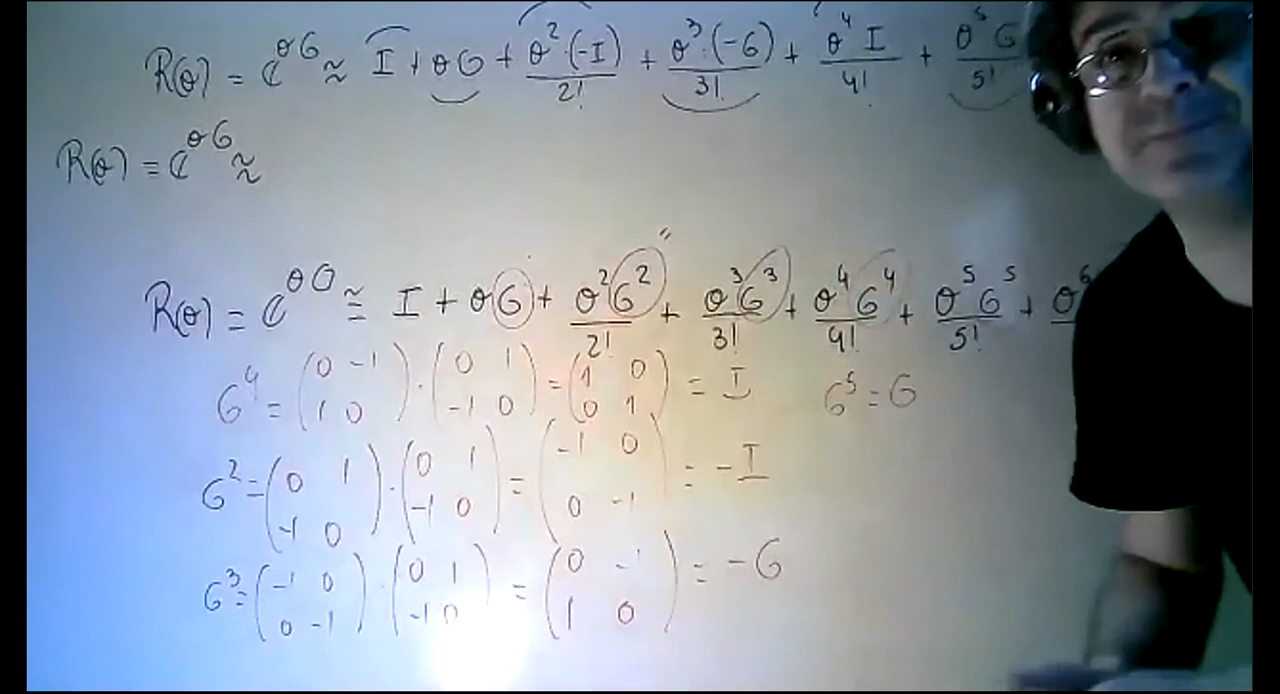 R(θ) = e^{θG} ≈ I + θG + θ²·(-I)/2! + θ³·(-G)/3! + θ⁴ I/4! + θ⁵ G/5!
R(θ) = e^{θG} ≈
R(θ) = e^{θG} ≅ I + θG + θ²G²/2! + θ³G³/3! + θ⁴G⁴/4! + θ⁵G⁵/5! + θ⁶
G⁴ = (0 -1; 1 0) · (0 1; -1 0) = (1 0; 0 1) = I G⁵ = G
G² = (0 1; -1 0) · (0 1; -1 0) = (-1 0; 0 -1) = -I
G³ = (-1 0; 0 -1) · (0 1; -1 0) = (0 -1; 1 0) = -G